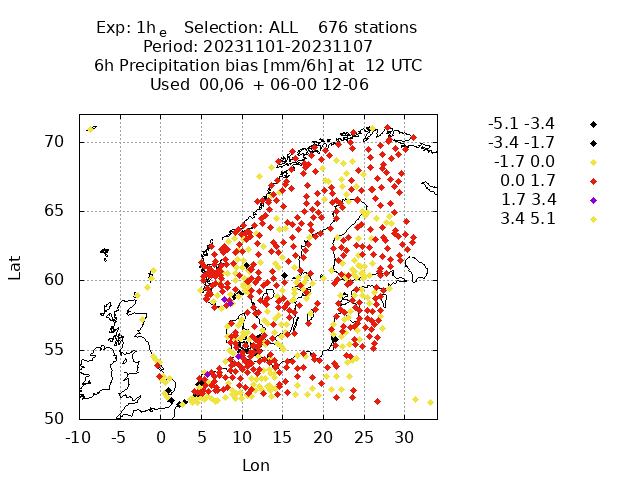 Exp: 1h e   Selection: ALL    676 stations
Period: 20231101-20231107
6h Precipitation bias [mm/6h] at  12 UTC
Used  00,06  + 06-00 12-06
-5.1 -3.4
-3.4 -1.7
-1.7 0.0
0.0 1.7
1.7 3.4
3.4 5.1
Lat
70
65
60
55
50
-10 -5 0 5 10 15 20 25 30
Lon